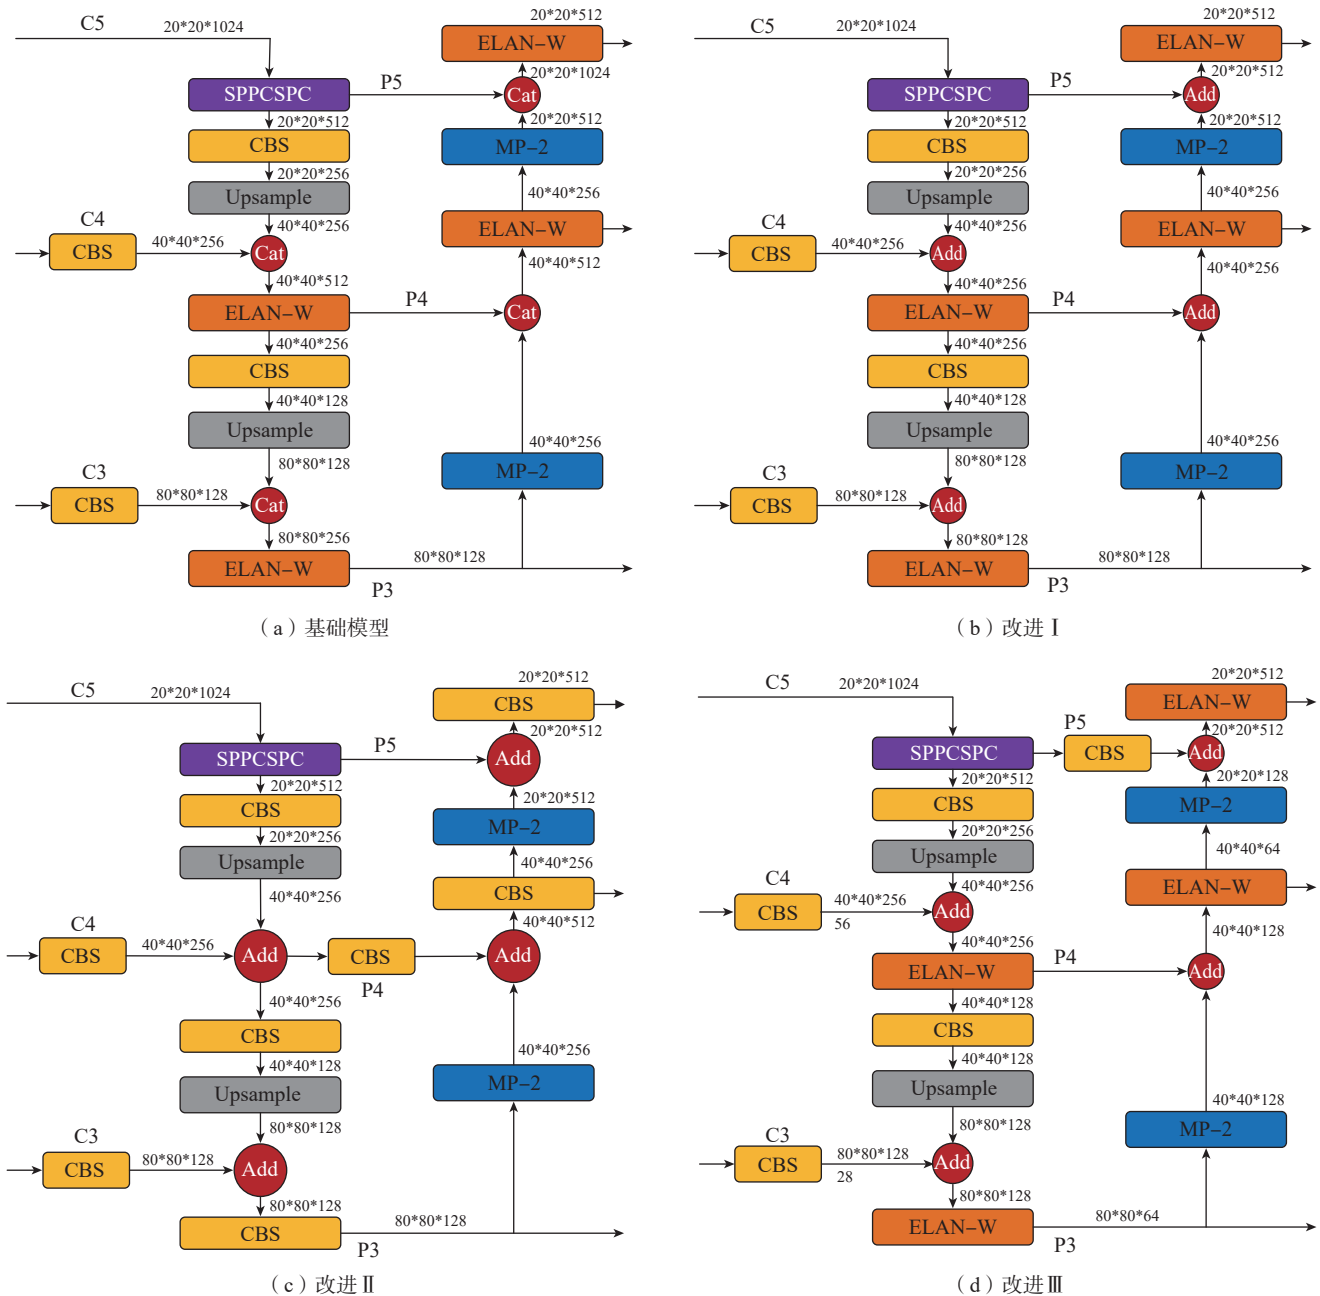 C5
20*20*1024
SPPCSPC
P5
20*20*512
CBS
20*20*256
Upsample
40*40*256
C4
CBS
40*40*256
Cat
40*40*512
ELAN-W
P4
40*40*256
CBS
40*40*128
Upsample
80*80*128
C3
CBS
80*80*128
Cat
80*80*256
ELAN-W
80*80*128
P3
20*20*512
ELAN-W
20*20*1024
Cat
20*20*512
MP-2
40*40*256
ELAN-W
40*40*512
Cat
40*40*256
MP-2
(a)基础模型
C5
20*20*1024
SPPCSPC
P5
20*20*512
CBS
20*20*256
Upsample
40*40*256
C4
CBS
40*40*256
Add
40*40*256
ELAN-W
P4
40*40*256
CBS
40*40*128
Upsample
80*80*128
C3
CBS
80*80*128
Add
80*80*128
ELAN-W
80*80*128
P3
20*20*512
ELAN-W
20*20*512
Add
20*20*512
MP-2
40*40*256
ELAN-W
40*40*256
Add
40*40*256
MP-2
(b)改进Ⅰ
C5
20*20*1024
SPPCSPC
P5
20*20*512
CBS
20*20*256
Upsample
40*40*256
C4
CBS
40*40*256
Add
CBS
P4
40*40*256
CBS
40*40*128
Upsample
80*80*128
C3
CBS
80*80*128
Add
80*80*128
CBS
80*80*128
P3
20*20*512
CBS
20*20*512
Add
20*20*512
MP-2
40*40*256
CBS
40*40*512
Add
40*40*256
MP-2
(c)改进Ⅱ
C5
20*20*1024
SPPCSPC
P5
CBS
20*20*512
CBS
20*20*256
Upsample
40*40*256
C4
CBS
40*40*256
56
Add
40*40*256
ELAN-W
P4
40*40*128
CBS
40*40*128
Upsample
80*80*128
C3
CBS
80*80*128
28
Add
80*80*128
ELAN-W
80*80*64
P3
20*20*512
ELAN-W
20*20*512
Add
20*20*128
MP-2
40*40*64
ELAN-W
40*40*128
Add
40*40*128
MP-2
(d)改进Ⅲ